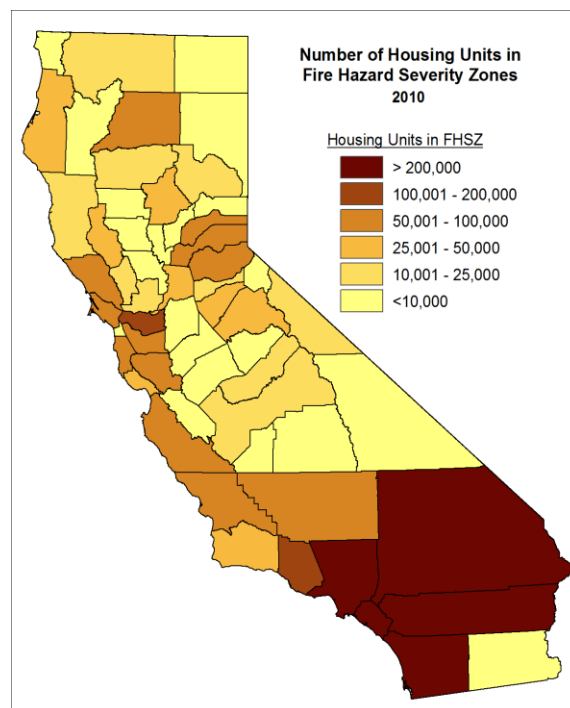 Number of Housing Units in
Fire Hazard Severity Zones
2010
Housing Units in FHSZ
> 200,000
100,001 - 200,000
50,001 - 100,000
25,001 - 50,000
10,001 - 25,000
<10,000